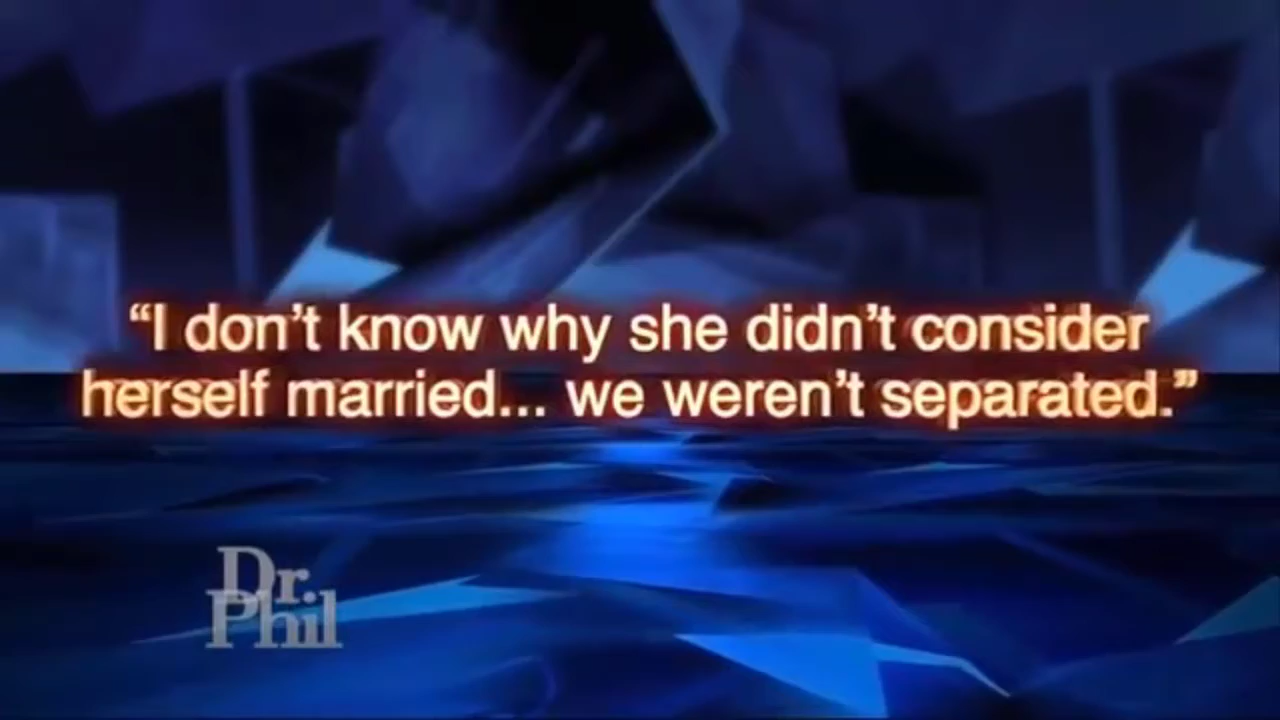 “I don’t know why she didn’t consider
herself married... we weren’t separated.”
Dr.
Phil